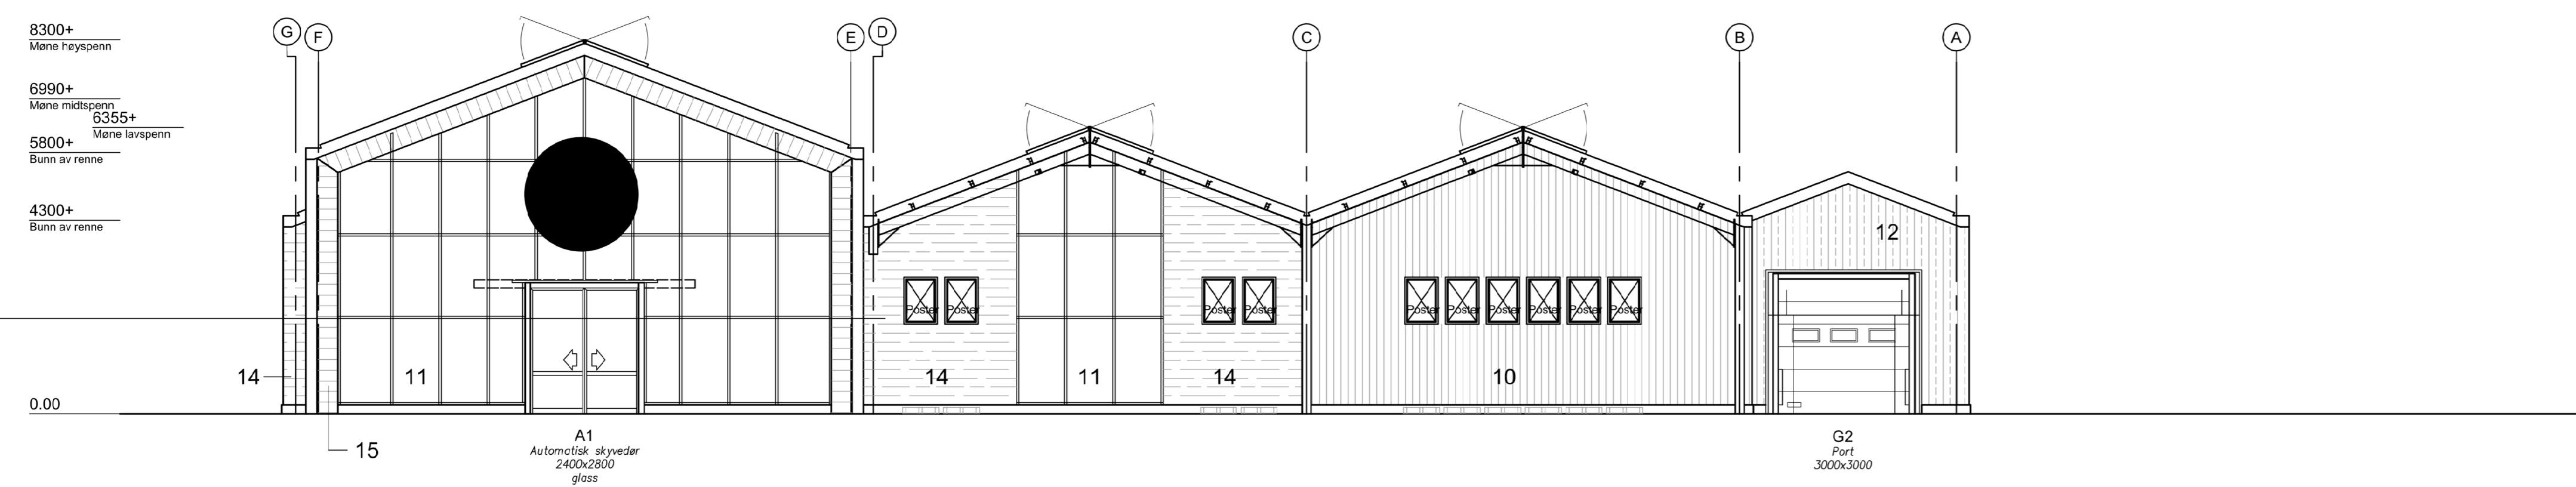 G
F
E
D
C
B
A
8300+
Møne høyspenn
6990+
Møne midtspenn
6355+
Møne lavspenn
5800+
Bunn av renne
4300+
Bunn av renne
12
Poster Poster
Poster Poster
Poster Poster Poster Poster Poster Poster
14
11
14
11
14
10
0.00
15
A1
Automatisk skyvedør
2400x2800
glass
G2
Port
3000x3000